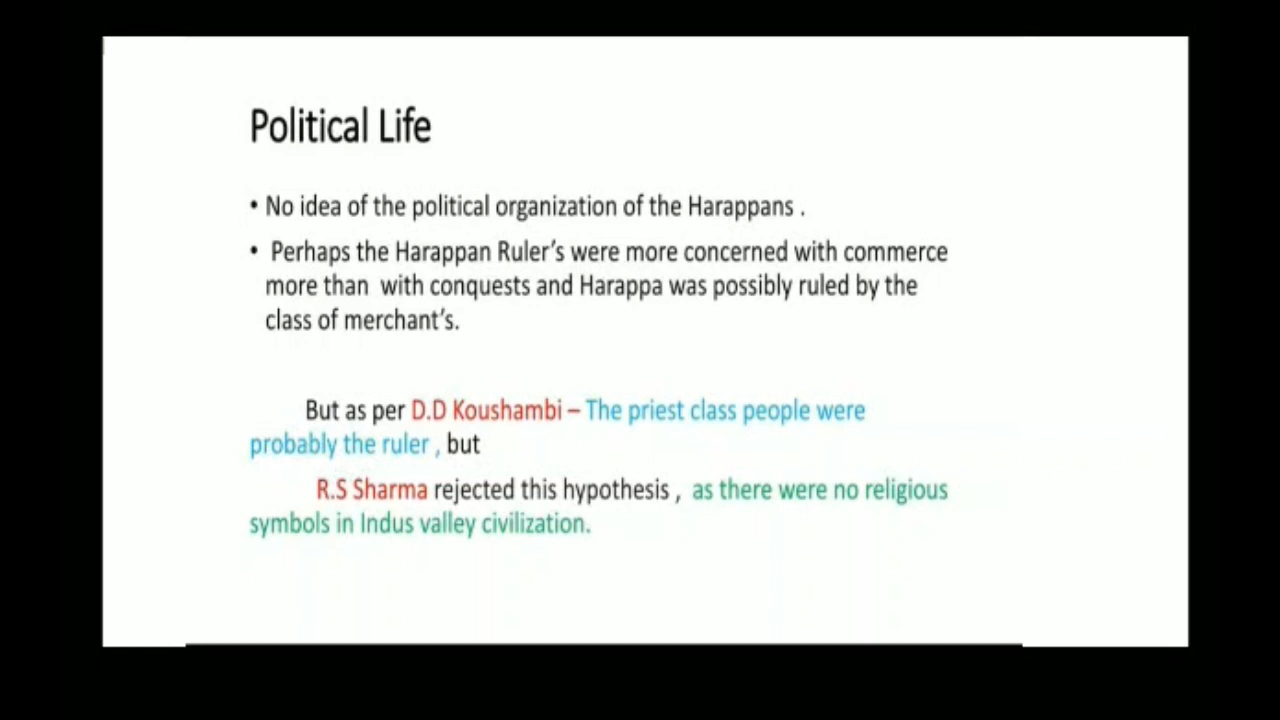 Political Life
• No idea of the political organization of the Harappans .
• Perhaps the Harappan Ruler's were more concerned with commerce
more than with conquests and Harappa was possibly ruled by the
class of merchant's.
But as per D.D Koushambi – The priest class people were
probably the ruler , but
R.S Sharma rejected this hypothesis , as there were no religious
symbols in Indus valley civilization.